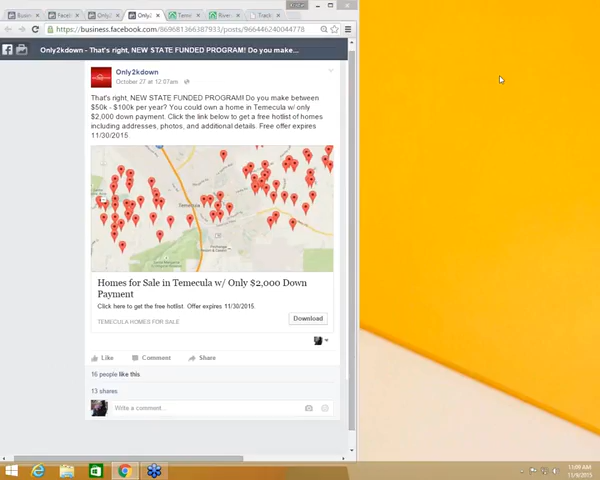 Only2
https://business.facebook.com/869681366387933/posts/966446240044778
Only2kdown - That's right, NEW STATE FUNDED PROGRAM! Do you make...
Only2kdown
October 27 at 12:07am
That's right, NEW STATE FUNDED PROGRAM! Do you make between
$50k - $100k per year? You could own a home in Temecula w/ only
$2,000 down payment. Click the link below to get a free hotlist of homes
including addresses, photos, and additional details. Free offer expires
11/30/2015.
Temecula
Homes for Sale in Temecula w/ Only $2,000 Down
Payment
Click here to get the free hotlist. Offer expires 11/30/2015.
TEMECULA HOMES FOR SALE
Download
Like Comment Share
16 people like this
13 shares
Write a comment...
11:09 AM
11/9/2015